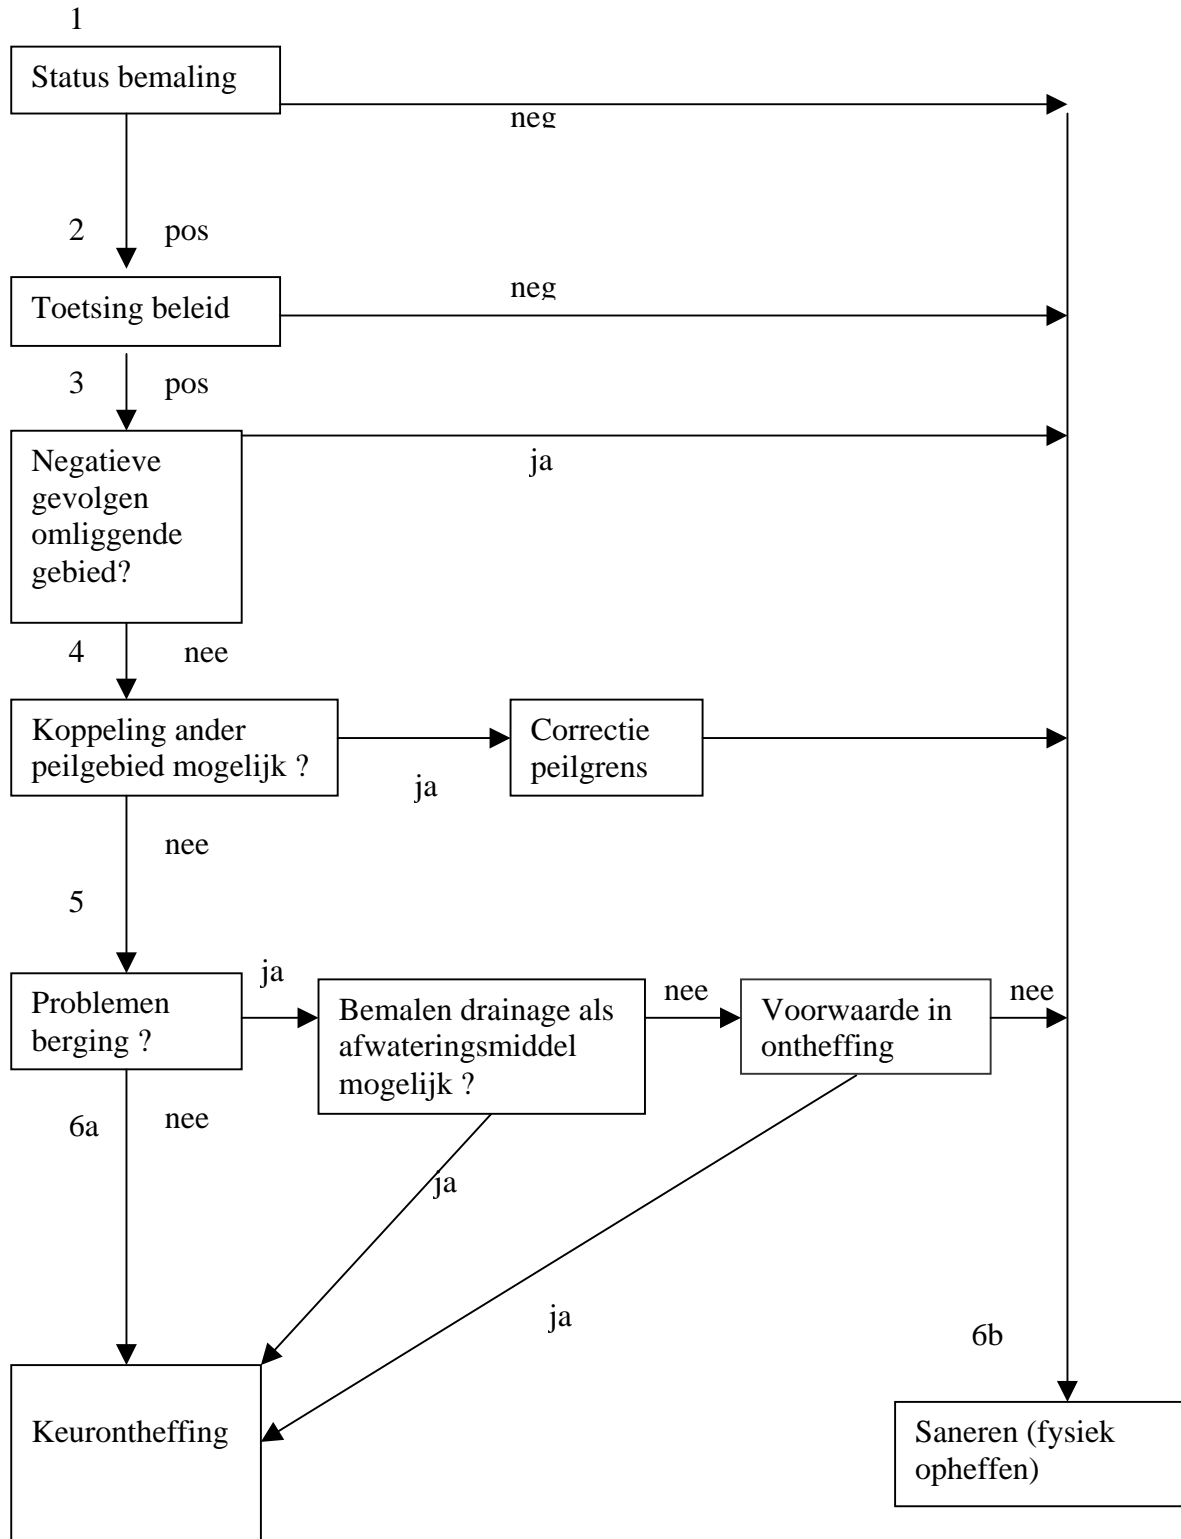 1
Status bemaling
neg
2
pos
Toetsing beleid
neg
3
pos
Negatieve
gevolgen
omliggende
gebied?
ja
4
nee
Koppeling ander
peilgebied mogelijk ?
ja
Correctie
peilgrens
nee
5
Problemen
berging ?
ja
Bemalen drainage als
afwateringsmiddel
mogelijk ?
nee
Voorwaarde in
ontheffing
nee
6a
nee
ja
ja
6b
Keurontheffing
Saneren (fysiek
opheffen)